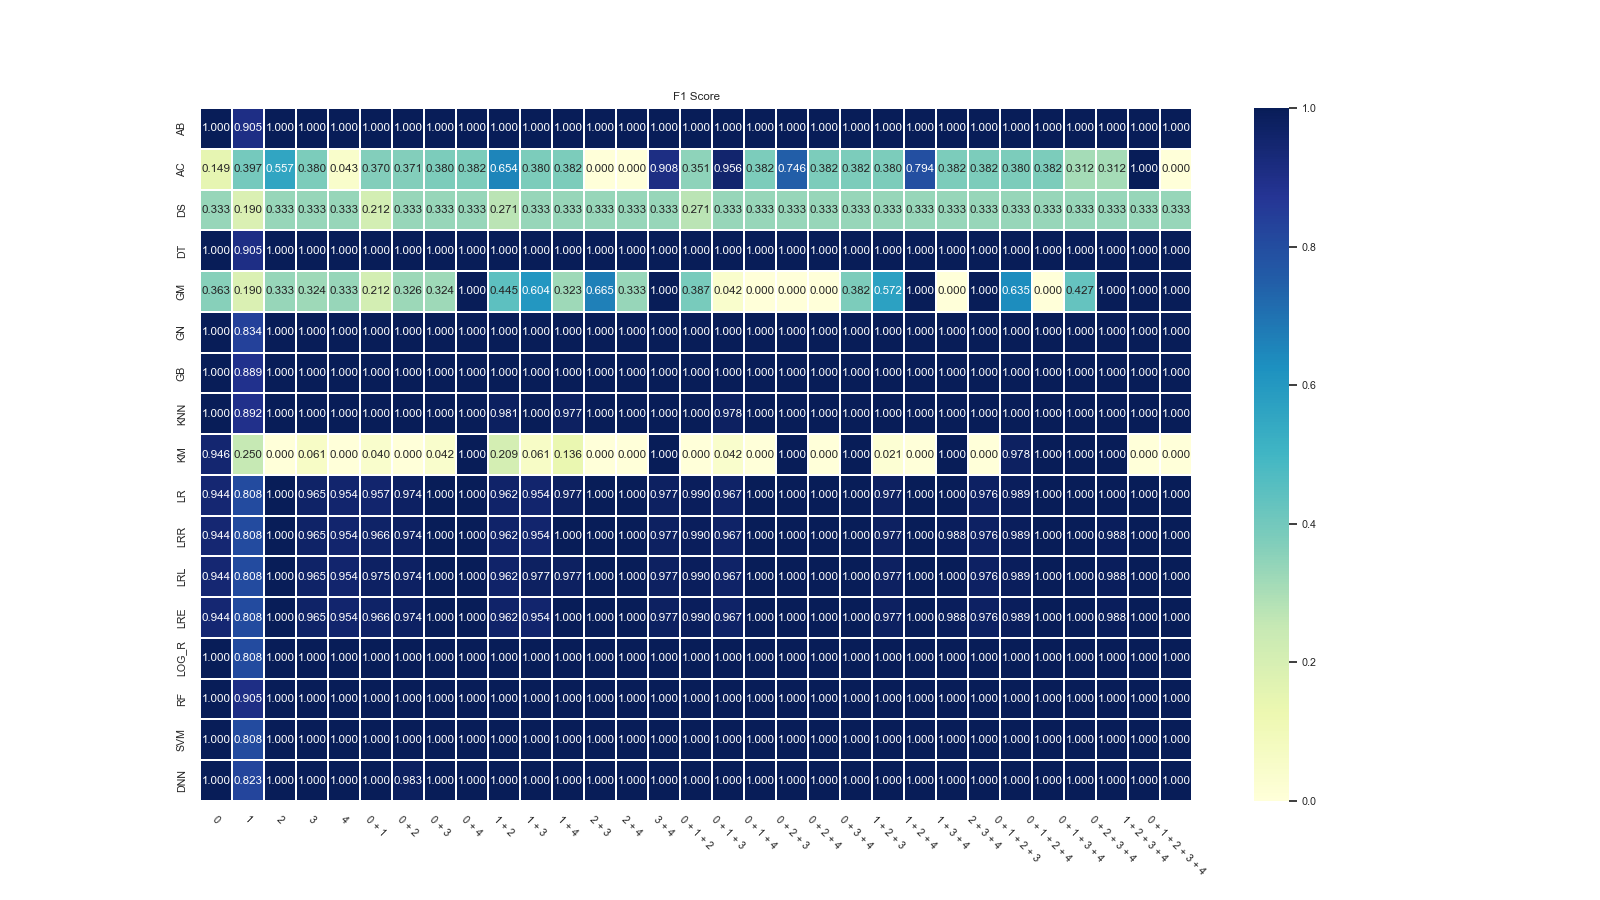 F1 Score
AB 1.000 0.905 1.000 1.000 1.000 1.000 1.000 1.000 1.000 1.000 1.000 1.000 1.000 1.000 1.000 1.000 1.000 1.000 1.000 1.000 1.000 1.000 1.000 1.000 1.000 1.000 1.000 1.000 1.000 1.000 1.000
AC 0.149 0.397 0.557 0.380 0.043 0.370 0.371 0.380 0.382 0.654 0.380 0.382 0.000 0.000 0.908 0.351 0.956 0.382 0.746 0.382 0.382 0.380 0.794 0.382 0.382 0.380 0.382 0.312 0.312 1.000 0.000
DS 0.333 0.190 0.333 0.333 0.333 0.212 0.333 0.333 0.333 0.271 0.333 0.333 0.333 0.333 0.333 0.271 0.333 0.333 0.333 0.333 0.333 0.333 0.333 0.333 0.333 0.333 0.333 0.333 0.333 0.333 0.333
DT 1.000 0.905 1.000 1.000 1.000 1.000 1.000 1.000 1.000 1.000 1.000 1.000 1.000 1.000 1.000 1.000 1.000 1.000 1.000 1.000 1.000 1.000 1.000 1.000 1.000 1.000 1.000 1.000 1.000 1.000 1.000
GM 0.363 0.190 0.333 0.324 0.333 0.212 0.326 0.324 1.000 0.445 0.604 0.323 0.665 0.333 1.000 0.387 0.042 0.000 0.000 0.000 0.382 0.572 1.000 0.000 1.000 0.635 0.000 0.427 1.000 1.000 1.000
GN 1.000 0.834 1.000 1.000 1.000 1.000 1.000 1.000 1.000 1.000 1.000 1.000 1.000 1.000 1.000 1.000 1.000 1.000 1.000 1.000 1.000 1.000 1.000 1.000 1.000 1.000 1.000 1.000 1.000 1.000 1.000
GB 1.000 0.889 1.000 1.000 1.000 1.000 1.000 1.000 1.000 1.000 1.000 1.000 1.000 1.000 1.000 1.000 1.000 1.000 1.000 1.000 1.000 1.000 1.000 1.000 1.000 1.000 1.000 1.000 1.000 1.000 1.000
KNN 1.000 0.892 1.000 1.000 1.000 1.000 1.000 1.000 1.000 0.981 1.000 0.977 1.000 1.000 1.000 1.000 0.978 1.000 1.000 1.000 1.000 1.000 1.000 1.000 1.000 1.000 1.000 1.000 1.000 1.000 1.000
KM 0.946 0.250 0.000 0.061 0.000 0.040 0.000 0.042 1.000 0.209 0.061 0.136 0.000 0.000 1.000 0.000 0.042 0.000 1.000 0.000 1.000 0.021 0.000 1.000 0.000 0.978 1.000 1.000 1.000 0.000 0.000
LR 0.944 0.808 1.000 0.965 0.954 0.957 0.974 1.000 1.000 0.962 0.954 0.977 1.000 1.000 0.977 0.990 0.967 1.000 1.000 1.000 1.000 0.977 1.000 1.000 0.976 0.989 1.000 1.000 1.000 1.000 1.000
LRR 0.944 0.808 1.000 0.965 0.954 0.966 0.974 1.000 1.000 0.962 0.954 1.000 1.000 1.000 0.977 0.990 0.967 1.000 1.000 1.000 1.000 0.977 1.000 0.988 0.976 0.989 1.000 1.000 0.988 1.000 1.000
LRL 0.944 0.808 1.000 0.965 0.954 0.975 0.974 1.000 1.000 0.962 0.977 0.977 1.000 1.000 0.977 0.990 0.967 1.000 1.000 1.000 1.000 0.977 1.000 1.000 0.976 0.989 1.000 1.000 0.988 1.000 1.000
LRE 0.944 0.808 1.000 0.965 0.954 0.966 0.974 1.000 1.000 0.962 0.954 1.000 1.000 1.000 0.977 0.990 0.967 1.000 1.000 1.000 1.000 0.977 1.000 0.988 0.976 0.989 1.000 1.000 0.988 1.000 1.000
LOG_R 1.000 0.808 1.000 1.000 1.000 1.000 1.000 1.000 1.000 1.000 1.000 1.000 1.000 1.000 1.000 1.000 1.000 1.000 1.000 1.000 1.000 1.000 1.000 1.000 1.000 1.000 1.000 1.000 1.000 1.000 1.000
RF 1.000 0.905 1.000 1.000 1.000 1.000 1.000 1.000 1.000 1.000 1.000 1.000 1.000 1.000 1.000 1.000 1.000 1.000 1.000 1.000 1.000 1.000 1.000 1.000 1.000 1.000 1.000 1.000 1.000 1.000 1.000
SVM 1.000 0.808 1.000 1.000 1.000 1.000 1.000 1.000 1.000 1.000 1.000 1.000 1.000 1.000 1.000 1.000 1.000 1.000 1.000 1.000 1.000 1.000 1.000 1.000 1.000 1.000 1.000 1.000 1.000 1.000 1.000
DNN 1.000 0.823 1.000 1.000 1.000 1.000 0.983 1.000 1.000 1.000 1.000 1.000 1.000 1.000 1.000 1.000 1.000 1.000 1.000 1.000 1.000 1.000 1.000 1.000 1.000 1.000 1.000 1.000 1.000 1.000 1.000
0
1
2
3
4
0 + 1
0 + 2
0 + 3
0 + 4
1 + 2
1 + 3
1 + 4
2 + 3
2 + 4
3 + 4
0 + 1 + 2
0 + 1 + 3
0 + 1 + 4
0 + 2 + 3
0 + 2 + 4
0 + 3 + 4
1 + 2 + 3
1 + 2 + 4
1 + 3 + 4
2 + 3 + 4
0 + 1 + 2 + 3
0 + 1 + 2 + 4
0 + 1 + 3 + 4
0 + 2 + 3 + 4
1 + 2 + 3 + 4
0 + 1 + 2 + 3 + 4
1.0
0.8
0.6
0.4
0.2
0.0